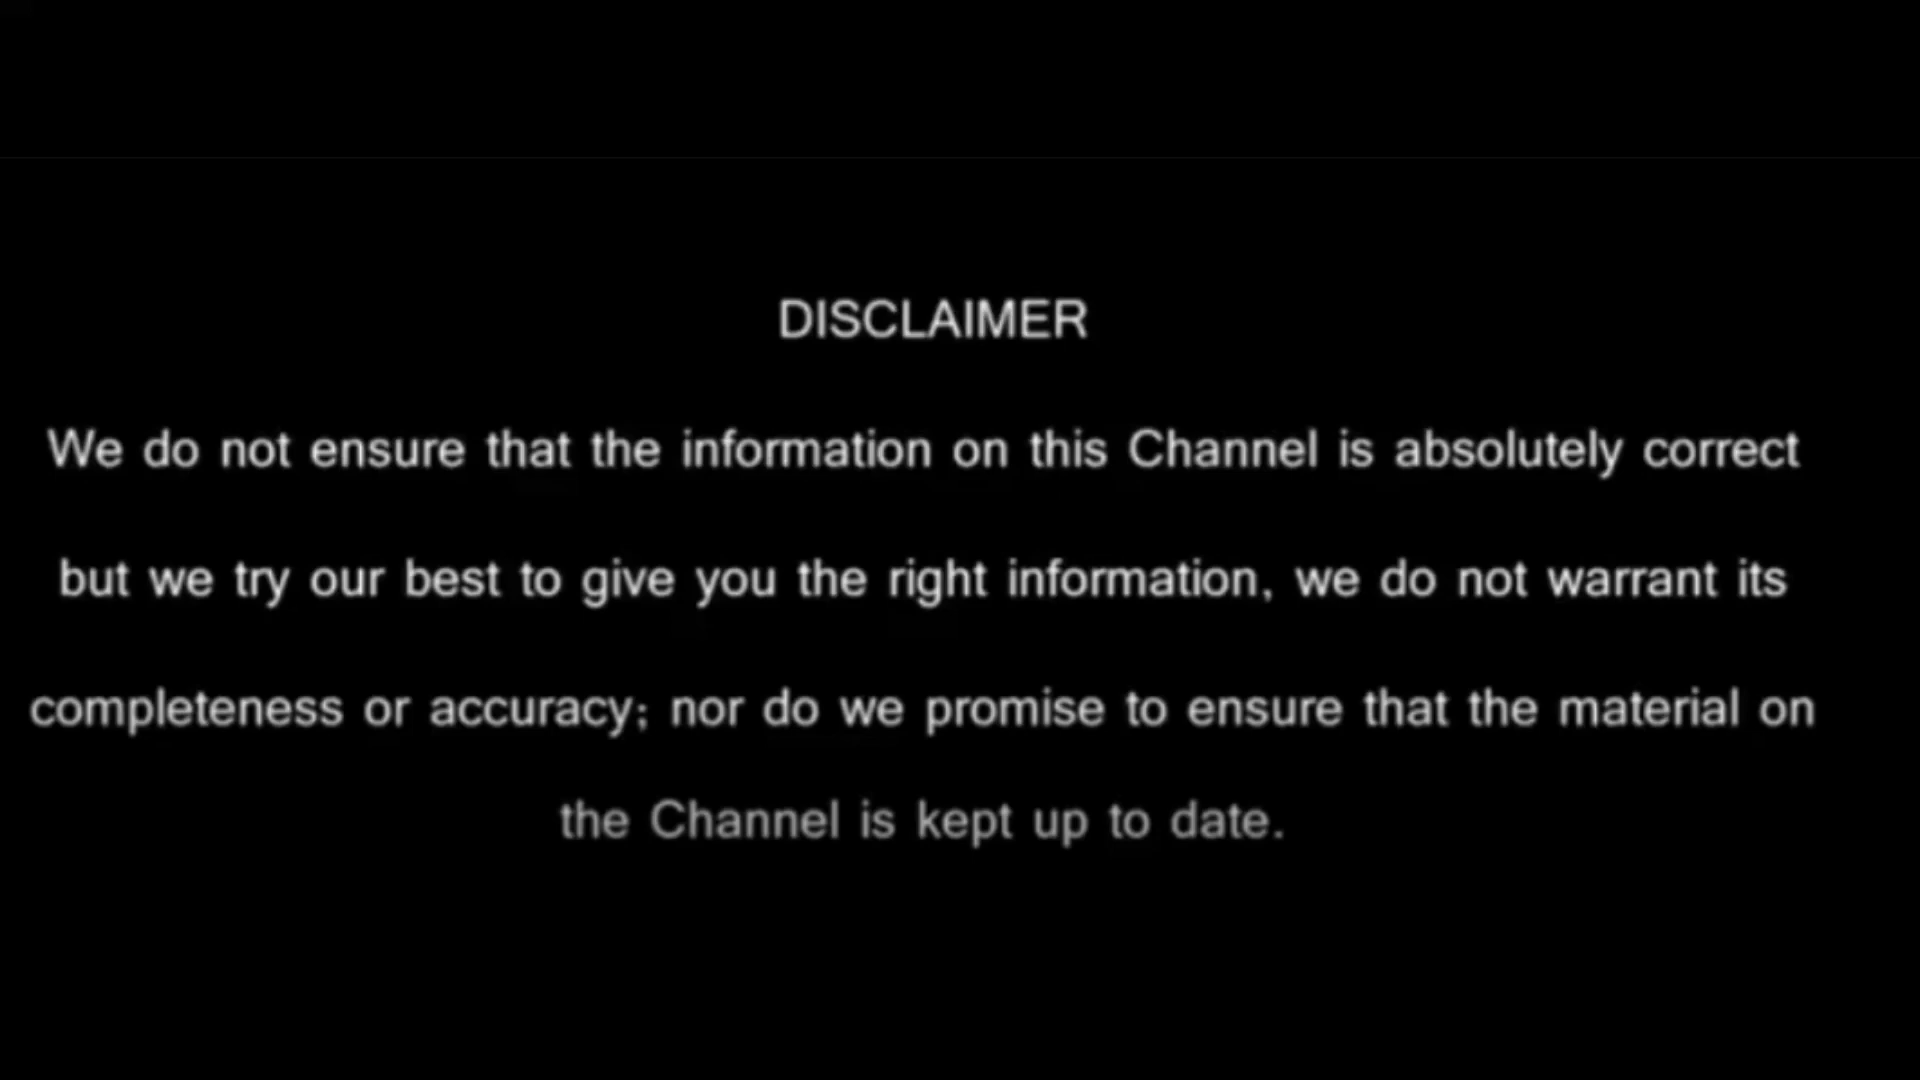 DISCLAIMER
We do not ensure that the information on this Channel is absolutely correct
but we try our best to give you the right information, we do not warrant its
completeness or accuracy; nor do we promise to ensure that the material on
the Channel is kept up to date.